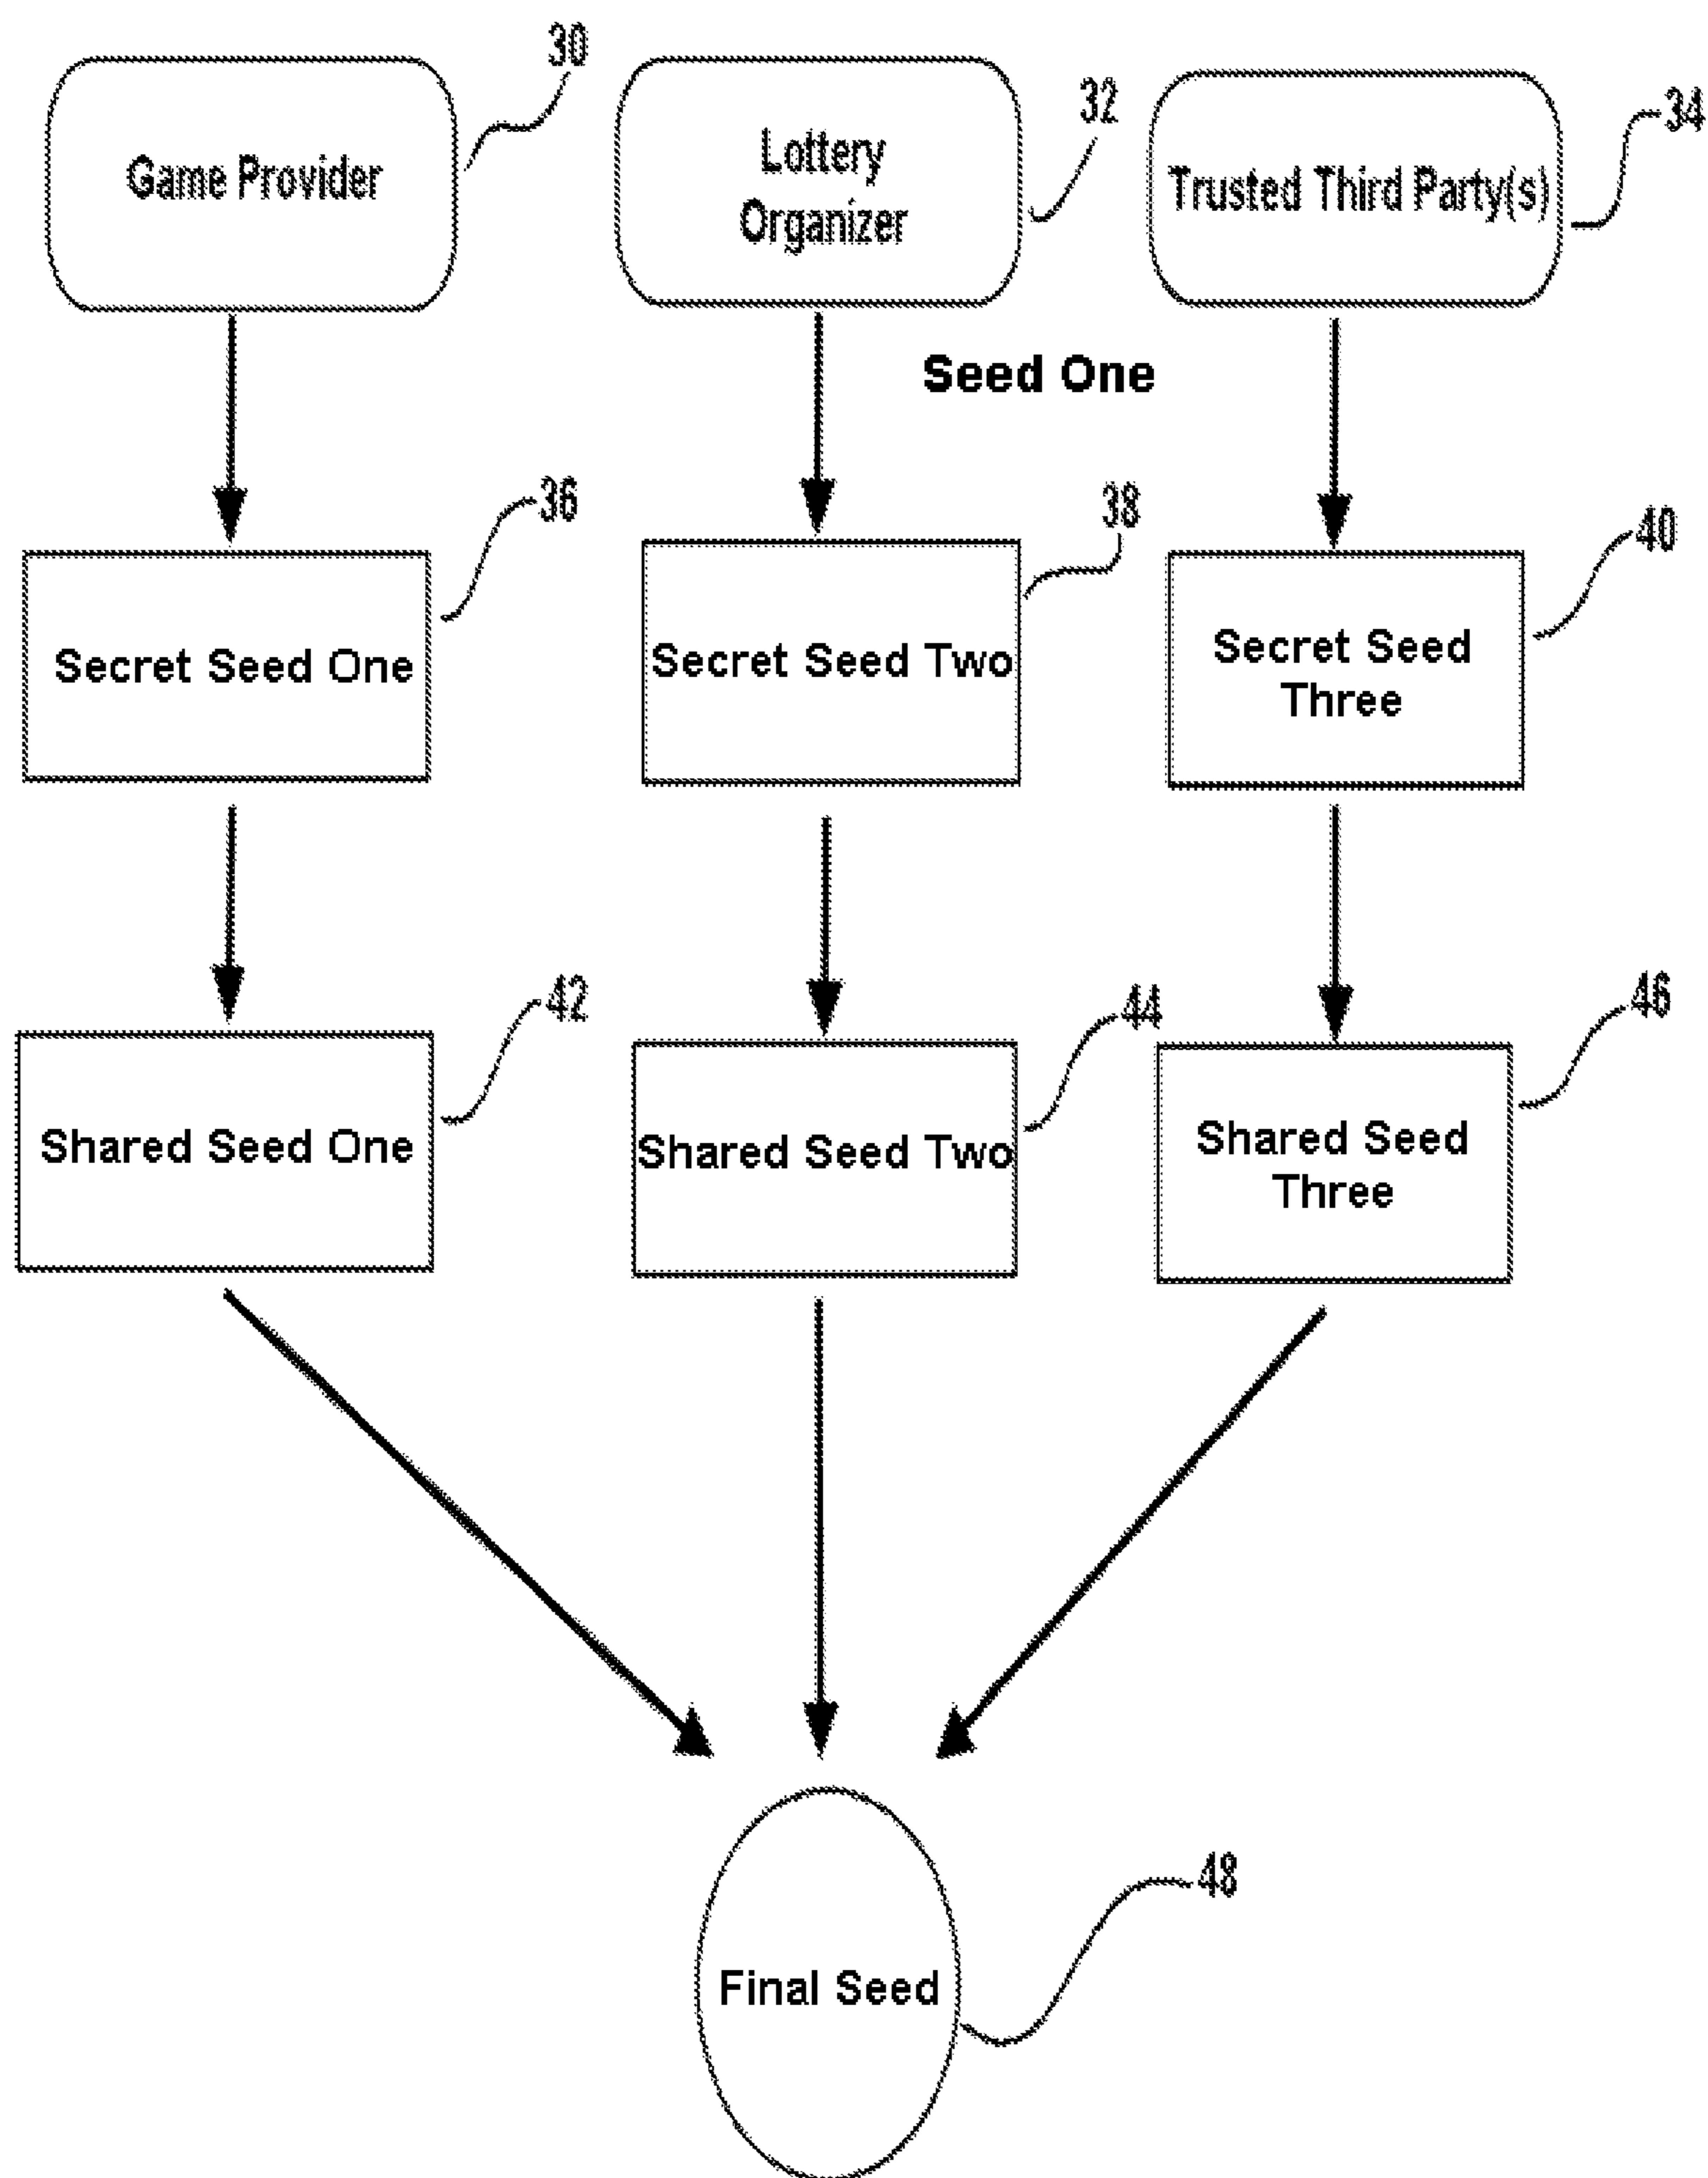 30
32
34
Game Provider
Lottery
Organizer
Trusted Third Party(s)
Seed One
36
38
40
Secret Seed One
Secret Seed Two
Secret Seed
Three
42
44
46
Shared Seed One
Shared Seed Two
Shared Seed
Three
48
Final Seed